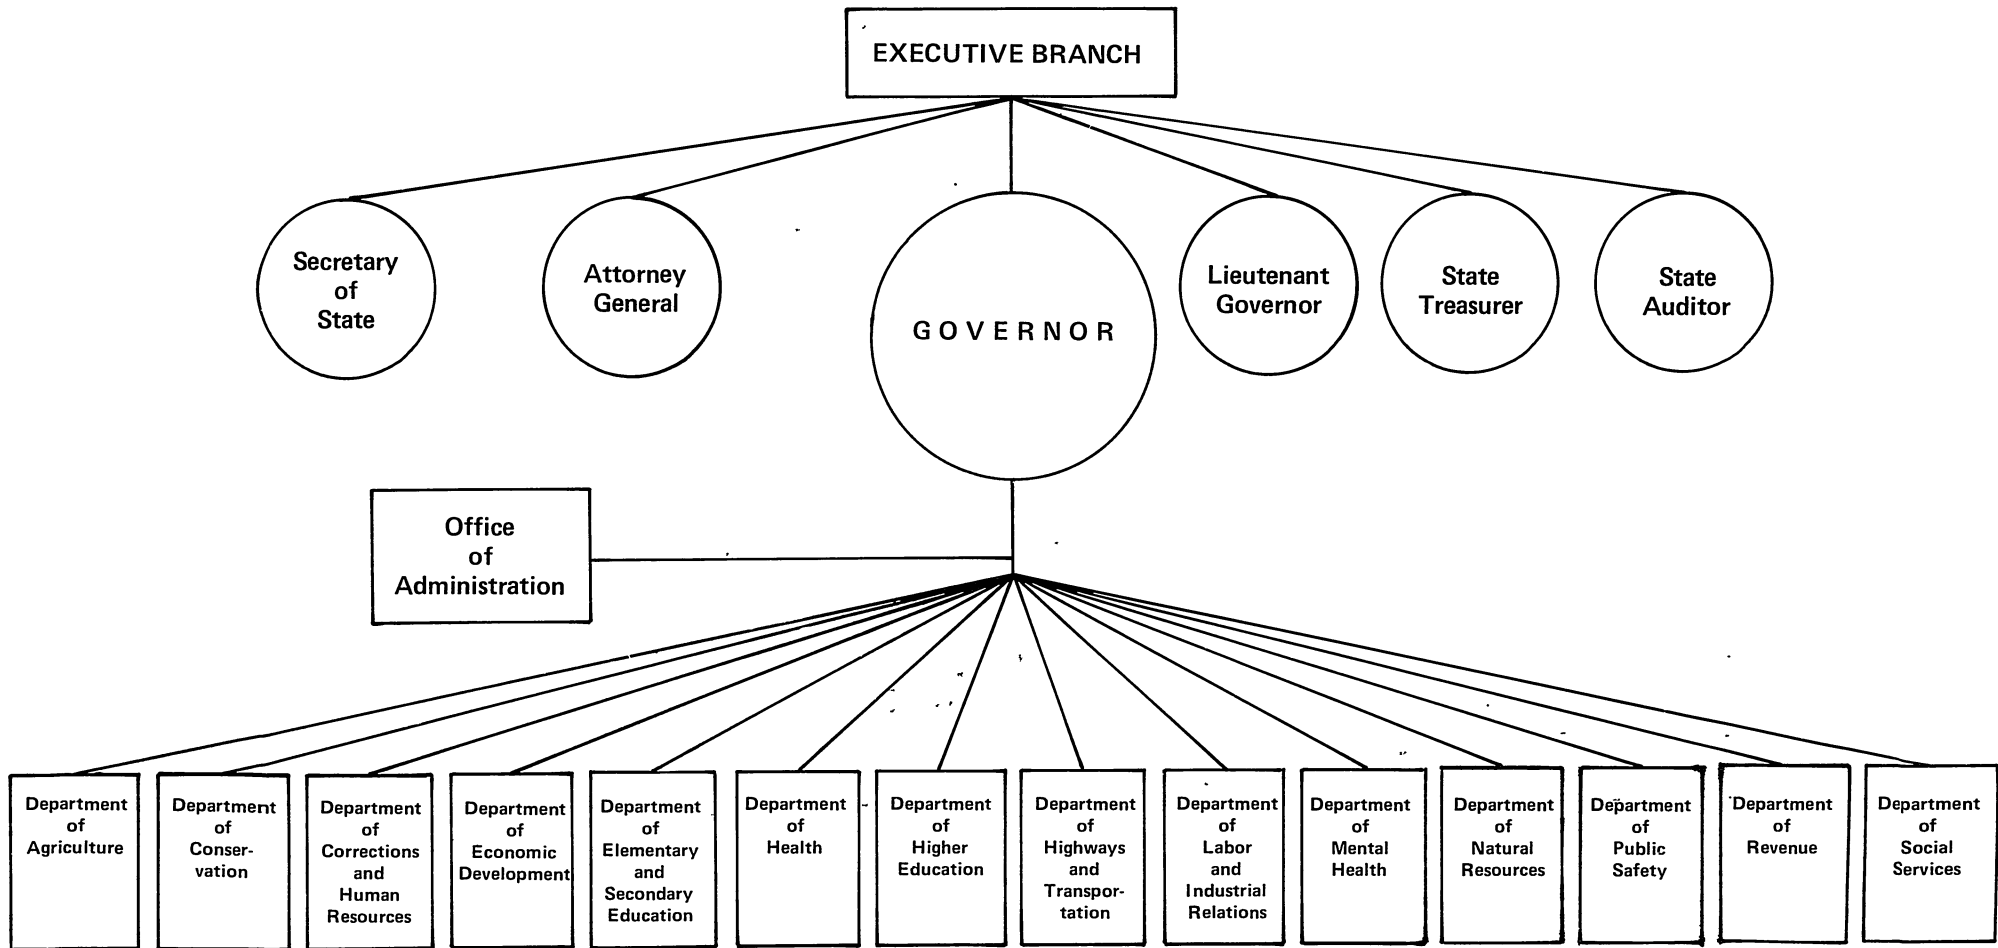 EXECUTIVE BRANCH
Secretary
of
State
Attorney
General
GOVERNOR
Lieutenant
Governor
State
Treasurer
State
Auditor
Office
of
Administration
Department
of
Agriculture
Department
of
Conser-
vation
Department
of
Corrections
and
Human
Resources
Department
of
Economic
Development
Department
of
Elementary
and
Secondary
Education
Department
of
Health
Department
of
Higher
Education
Department
of
Highways
and
Transpor-
tation
Department
of
Labor
and
Industrial
Relations
Department
of
Mental
Health
Department
of
Natural
Resources
Department
of
Public
Safety
Department
of
Revenue
Department
of
Social
Services